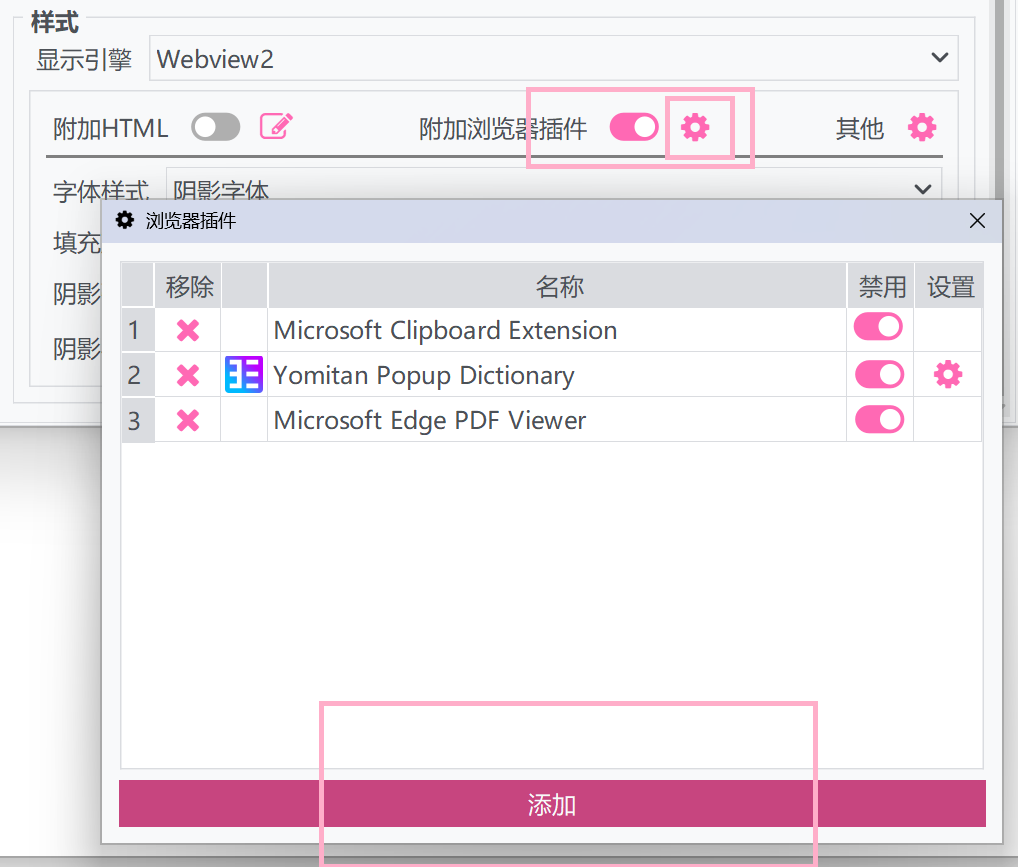 样式
显示引擎 Webview2
附加HTML 附加浏览器插件 其他
字体样式 阴影字体
浏览器插件
填充
阴影
阴影
移除 名称 禁用 设置
1 Microsoft Clipboard Extension
2 Yomitan Popup Dictionary
3 Microsoft Edge PDF Viewer
添加